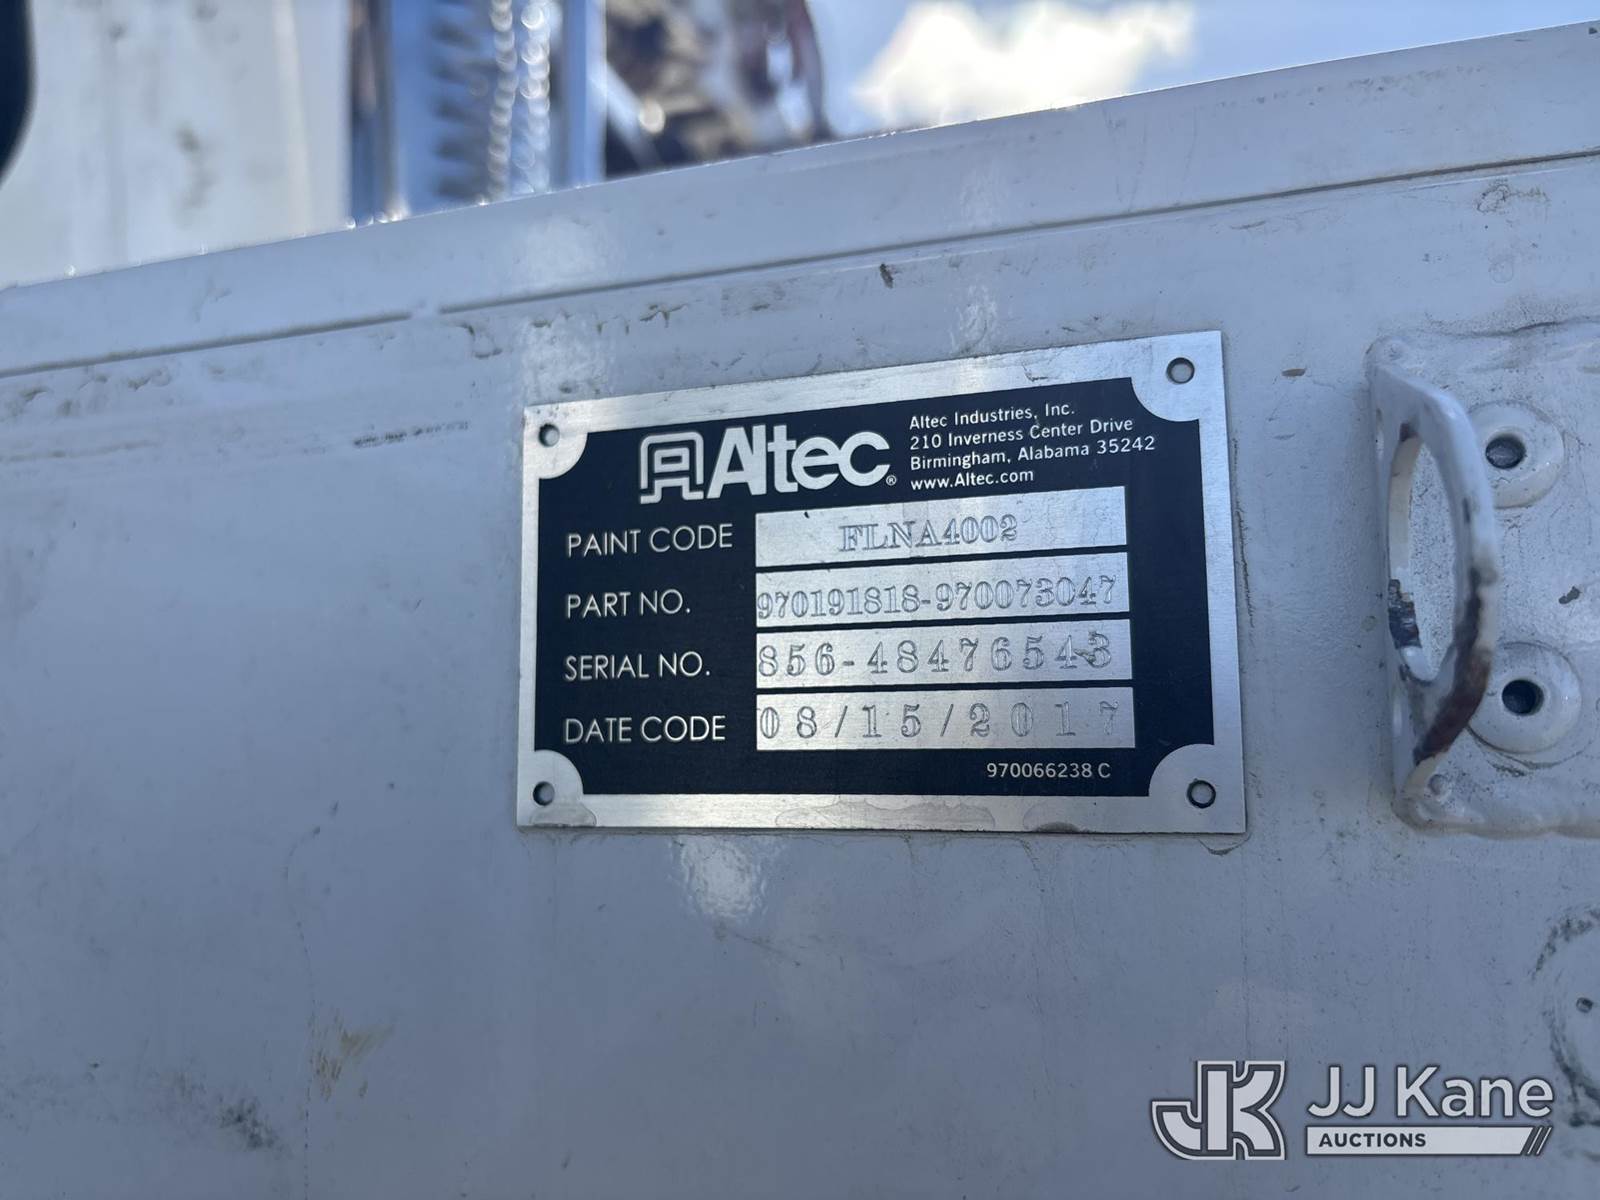 Altec®
Altec Industries, Inc.
210 Inverness Center Drive
Birmingham, Alabama 35242
www.Altec.com
PAINT CODE FLNA4002
PART NO. 970191818-970073047
SERIAL NO. 856-48476543
DATE CODE 08/15/2017
970066238 C
JK JJ Kane
AUCTIONS